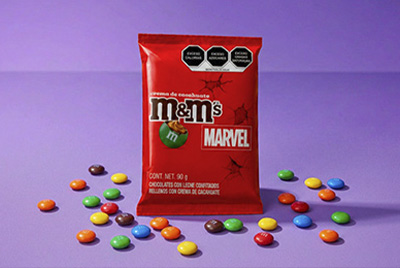 EXCESO CALORÍAS
EXCESO AZÚCARES
EXCESO GRASAS SATURADAS
crema de cacahuate
m&m's
m
MARVEL
CONT. NET. 90 g
CHOCOLATES CON LECHE CONFITADOS
RELLENOS CON CREMA DE CACAHUATE